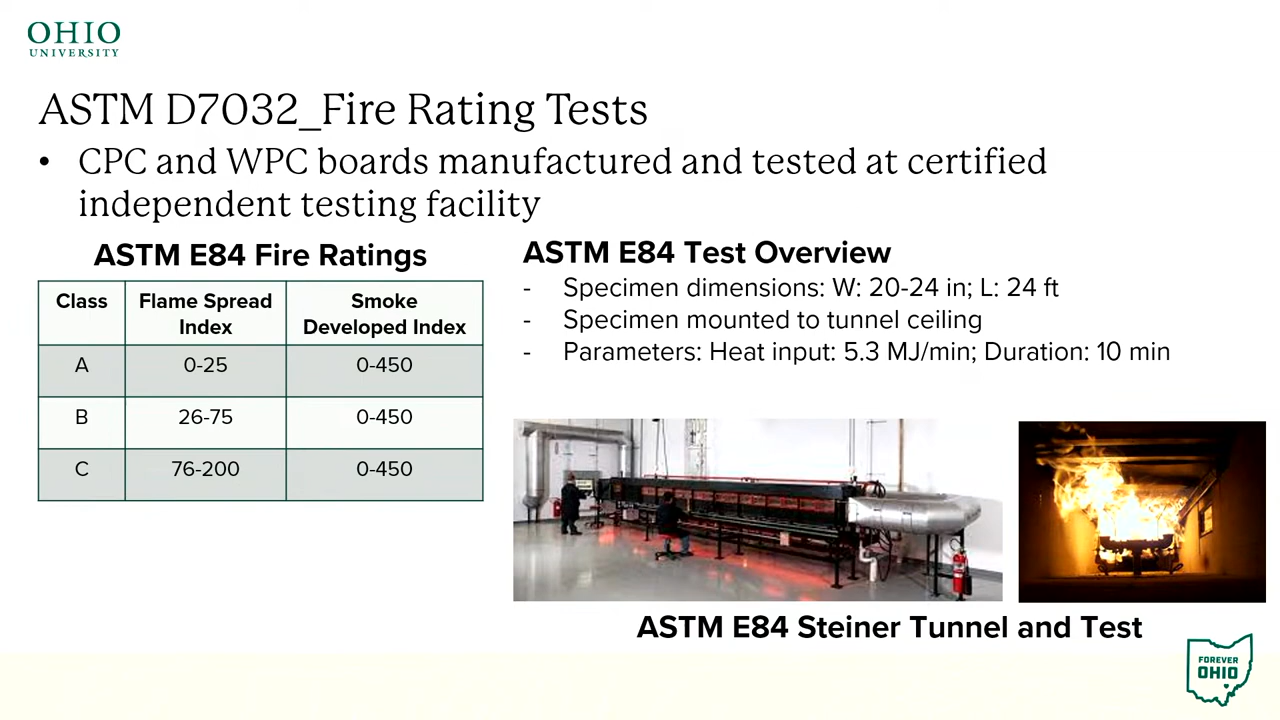 OHIO
UNIVERSITY
ASTM D7032_Fire Rating Tests
• CPC and WPC boards manufactured and tested at certified
independent testing facility
ASTM E84 Fire Ratings
Class Flame Spread Index Smoke Developed Index
A 0-25 0-450
B 26-75 0-450
C 76-200 0-450
ASTM E84 Test Overview
- Specimen dimensions: W: 20-24 in; L: 24 ft
- Specimen mounted to tunnel ceiling
- Parameters: Heat input: 5.3 MJ/min; Duration: 10 min
ASTM E84 Steiner Tunnel and Test
FOREVER
OHIO